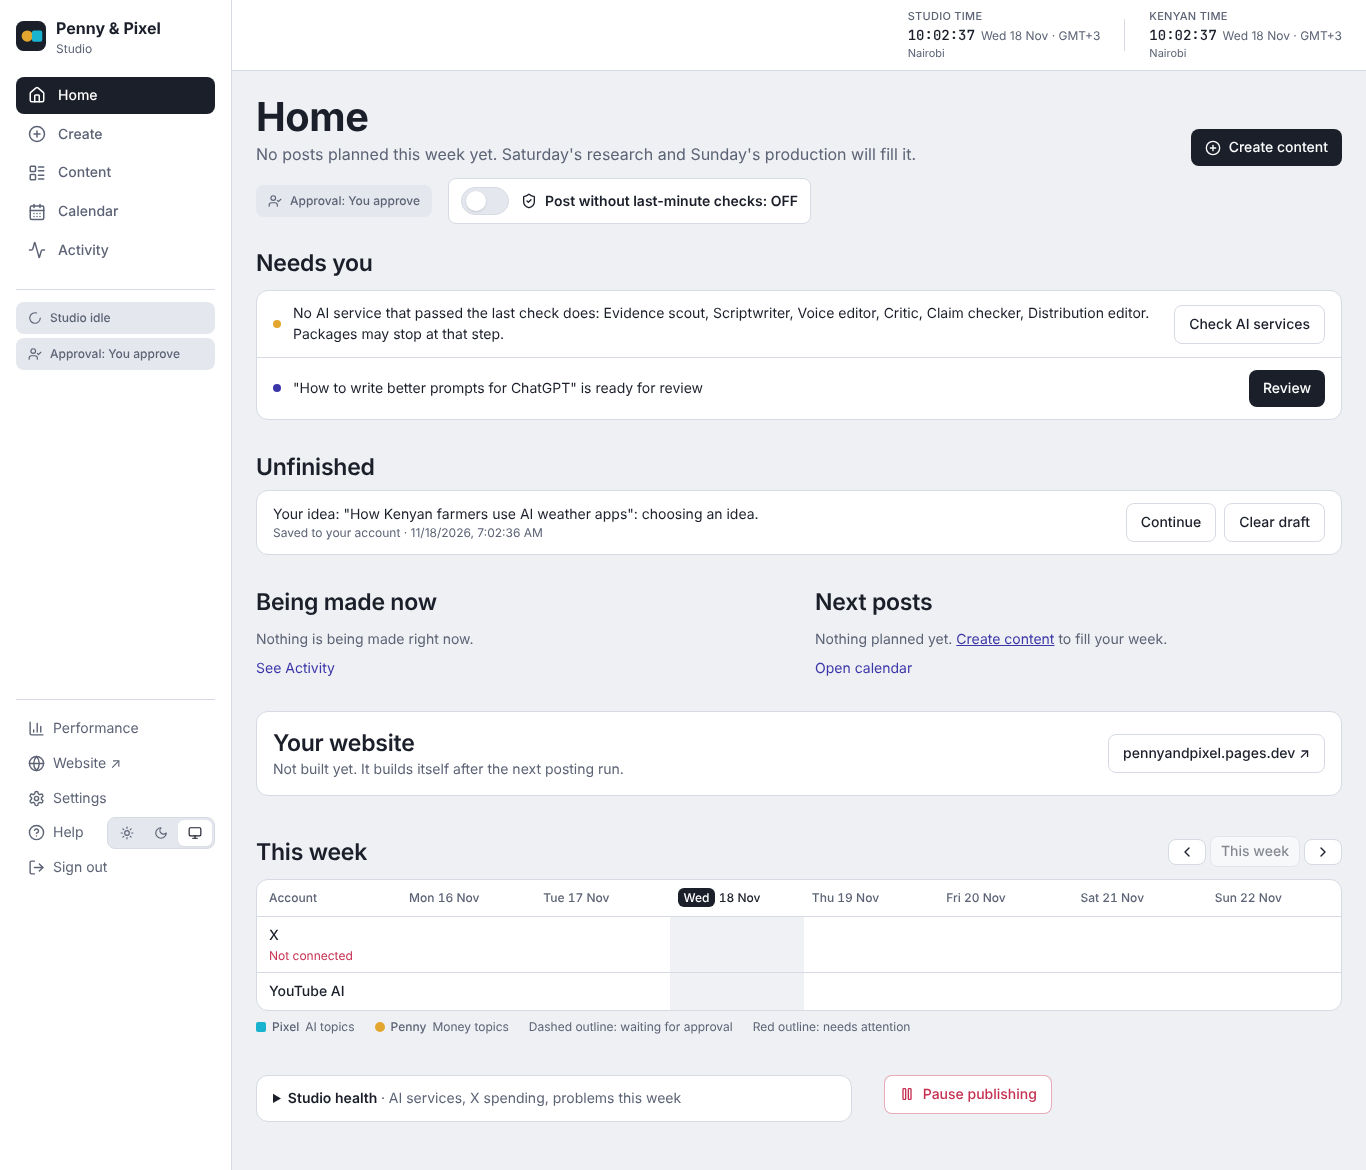 Penny & Pixel
Studio
Home
Create
Content
Calendar
Activity
Studio idle
Approval: You approve
Performance
Website ↗
Settings
Help
Sign out
STUDIO TIME
10:02:37 Wed 18 Nov · GMT+3
Nairobi
KENYAN TIME
10:02:37 Wed 18 Nov · GMT+3
Nairobi
Home
No posts planned this week yet. Saturday's research and Sunday's production will fill it.
Create content
Approval: You approve
Post without last-minute checks: OFF
Needs you
No AI service that passed the last check does: Evidence scout, Scriptwriter, Voice editor, Critic, Claim checker, Distribution editor.
Packages may stop at that step.
Check AI services
"How to write better prompts for ChatGPT" is ready for review
Review
Unfinished
Your idea: "How Kenyan farmers use AI weather apps": choosing an idea.
Saved to your account · 11/18/2026, 7:02:36 AM
Continue
Clear draft
Being made now
Nothing is being made right now.
See Activity
Next posts
Nothing planned yet. Create content to fill your week.
Open calendar
Your website
Not built yet. It builds itself after the next posting run.
pennyandpixel.pages.dev ↗
This week
This week
Account Mon 16 Nov Tue 17 Nov Wed 18 Nov Thu 19 Nov Fri 20 Nov Sat 21 Nov Sun 22 Nov
X
Not connected
YouTube AI
Pixel AI topics Penny Money topics Dashed outline: waiting for approval Red outline: needs attention
Studio health · AI services, X spending, problems this week
Pause publishing